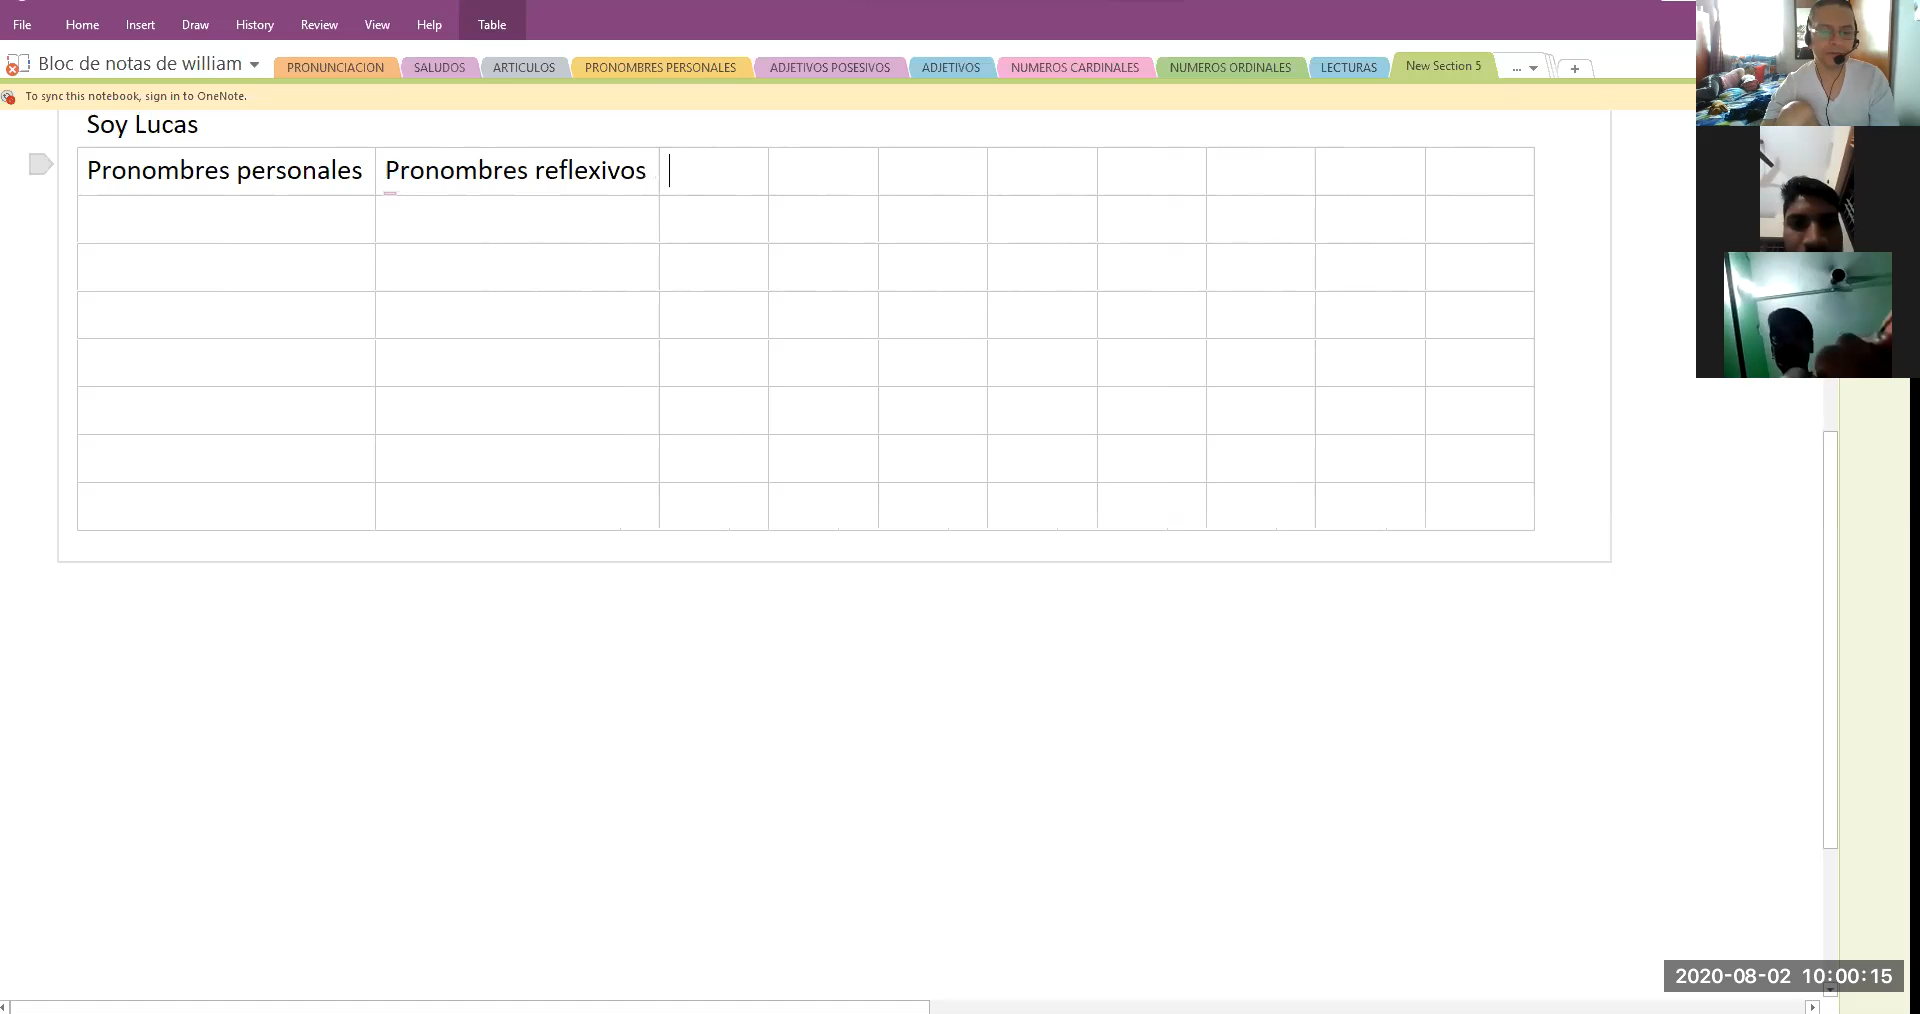 File Home Insert Draw History Review View Help Table
Bloc de notas de william PRONUNCIACION SALUDOS ARTICULOS PRONOMBRES PERSONALES ADJETIVOS POSESIVOS ADJETIVOS NUMEROS CARDINALES NUMEROS ORDINALES LECTURAS New Section 5 ... +
To sync this notebook, sign in to OneNote.
Soy Lucas
Pronombres personales Pronombres reflexivos
2020-08-02 10:00:15